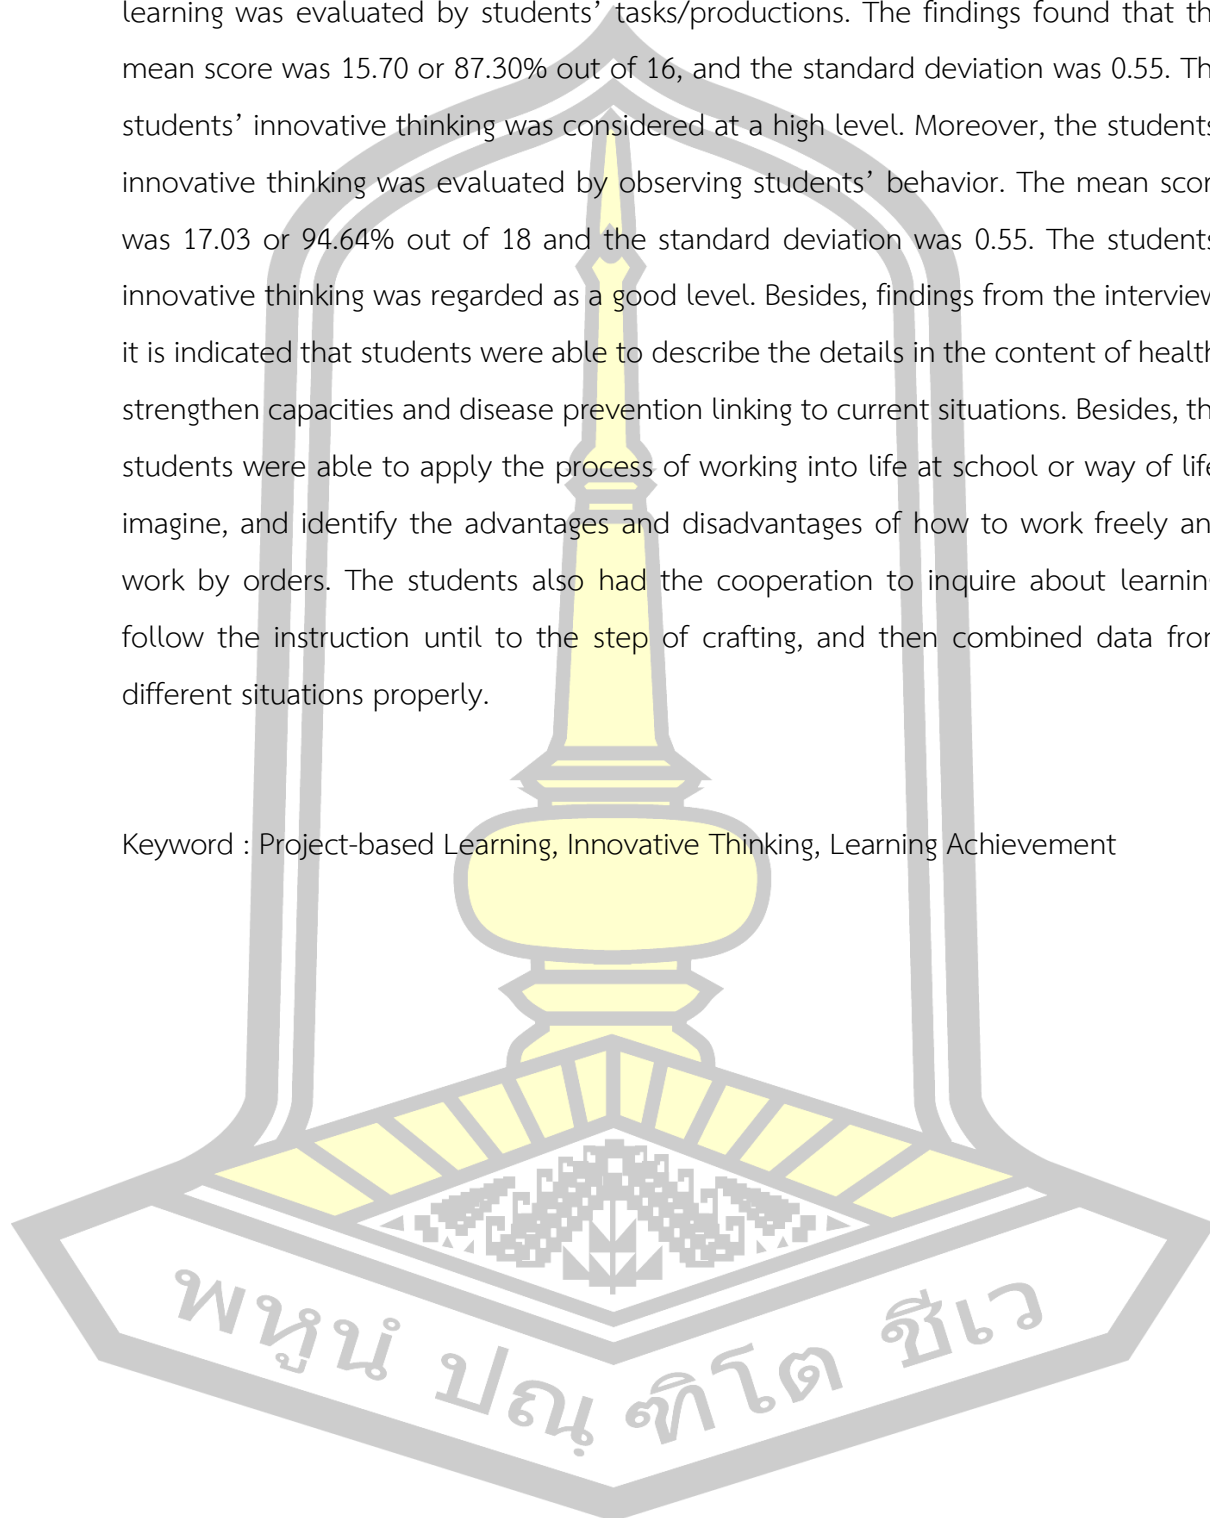 learning was evaluated by students’ tasks/productions. The findings found that th
mean score was 15.70 or 87.30% out of 16, and the standard deviation was 0.55. Th
students’ innovative thinking was considered at a high level. Moreover, the students
innovative thinking was evaluated by observing students’ behavior. The mean scor
was 17.03 or 94.64% out of 18 and the standard deviation was 0.55. The students
innovative thinking was regarded as a good level. Besides, findings from the interview
it is indicated that students were able to describe the details in the content of health
strengthen capacities and disease prevention linking to current situations. Besides, th
students were able to apply the process of working into life at school or way of life
imagine, and identify the advantages and disadvantages of how to work freely an
work by orders. The students also had the cooperation to inquire about learning
follow the instruction until to the step of crafting, and then combined data from
different situations properly.
Keyword : Project-based Learning, Innovative Thinking, Learning Achievement
พหูนํ ปณฺฑิโต ชีเว